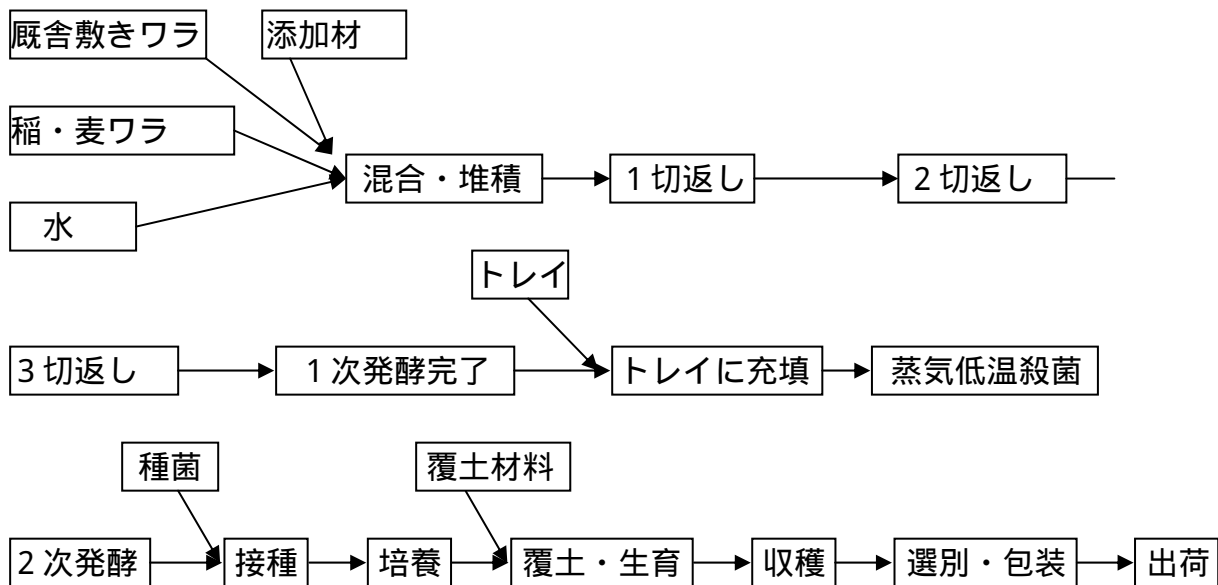 厩舎敷きワラ
添加材
稲・麦ワラ
混合・堆積
1切返し
2切返し
水
トレイ
3切返し
1次発酵完了
トレイに充填
蒸気低温殺菌
種菌
覆土材料
2次発酵
接種
培養
覆土・生育
収穫
選別・包装
出荷